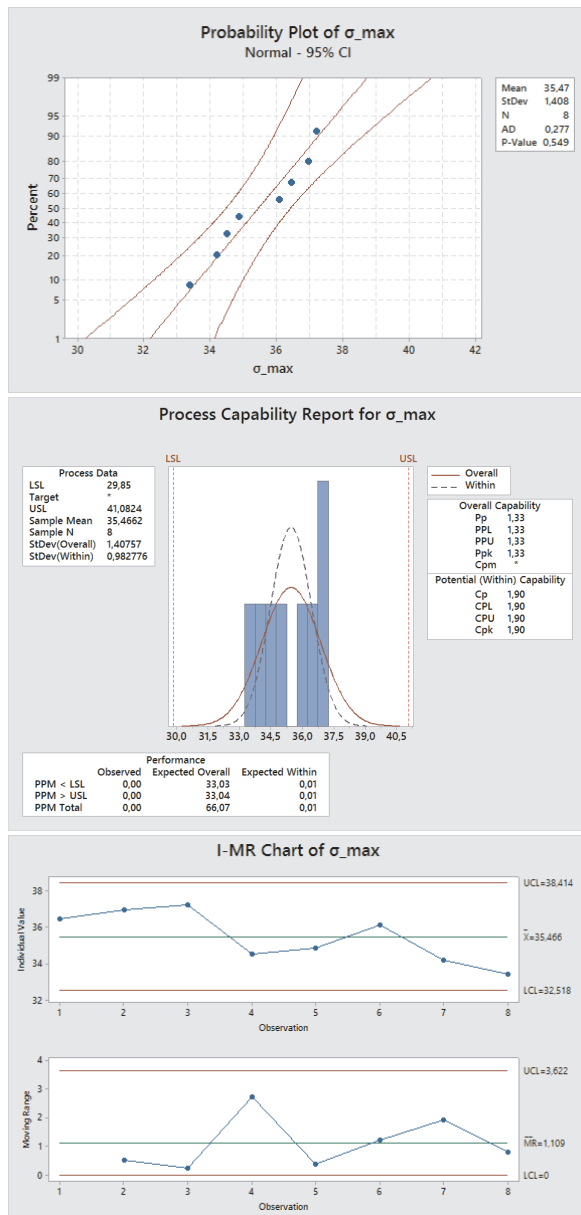 Probability Plot of σ_max
Normal - 95% CI
99
95
90
80
70
60
50
40
30
20
10
5
1
Percent
30 32 34 36 38 40 42
σ_max
Mean 35,47
StDev 1,408
N 8
AD 0,277
P-Value 0,549
Process Capability Report for σ_max
LSL USL
Process Data
LSL 29,85
Target *
USL 41,0824
Sample Mean 35,4662
Sample N 8
StDev(Overall) 1,40757
StDev(Within) 0,982776
Overall
Within
Overall Capability
Pp 1,33
PPL 1,33
PPU 1,33
Ppk 1,33
Cpm *
Potential (Within) Capability
Cp 1,90
CPL 1,90
CPU 1,90
Cpk 1,90
30,0 31,5 33,0 34,5 36,0 37,5 39,0 40,5
Performance
Observed Expected Overall Expected Within
PPM < LSL 0,00 33,03 0,01
PPM > USL 0,00 33,04 0,01
PPM Total 0,00 66,07 0,01
I-MR Chart of σ_max
38
36
34
32
Individual Value
UCL=38,414
X̄=35,466
LCL=32,518
1 2 3 4 5 6 7 8
Observation
4
3
2
1
0
Moving Range
UCL=3,622
M̄R̄=1,109
LCL=0
1 2 3 4 5 6 7 8
Observation